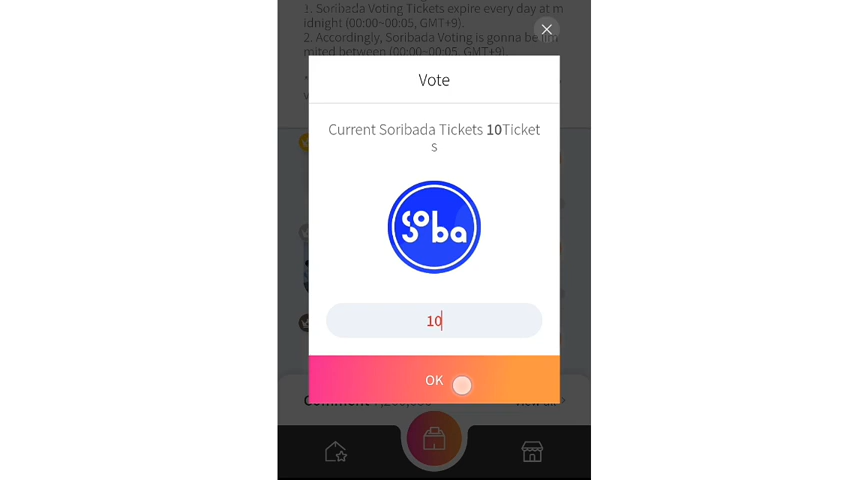 1. Soribada Voting Tickets expire every day at m
idnight (00:00~00:05, GMT+9).
2. Accordingly, Soribada Voting is gonna be lim
ited between (00:00~00:05, GMT+9).
Vote
Current Soribada Tickets 10Ticket
s
soba
10
OK
Comment